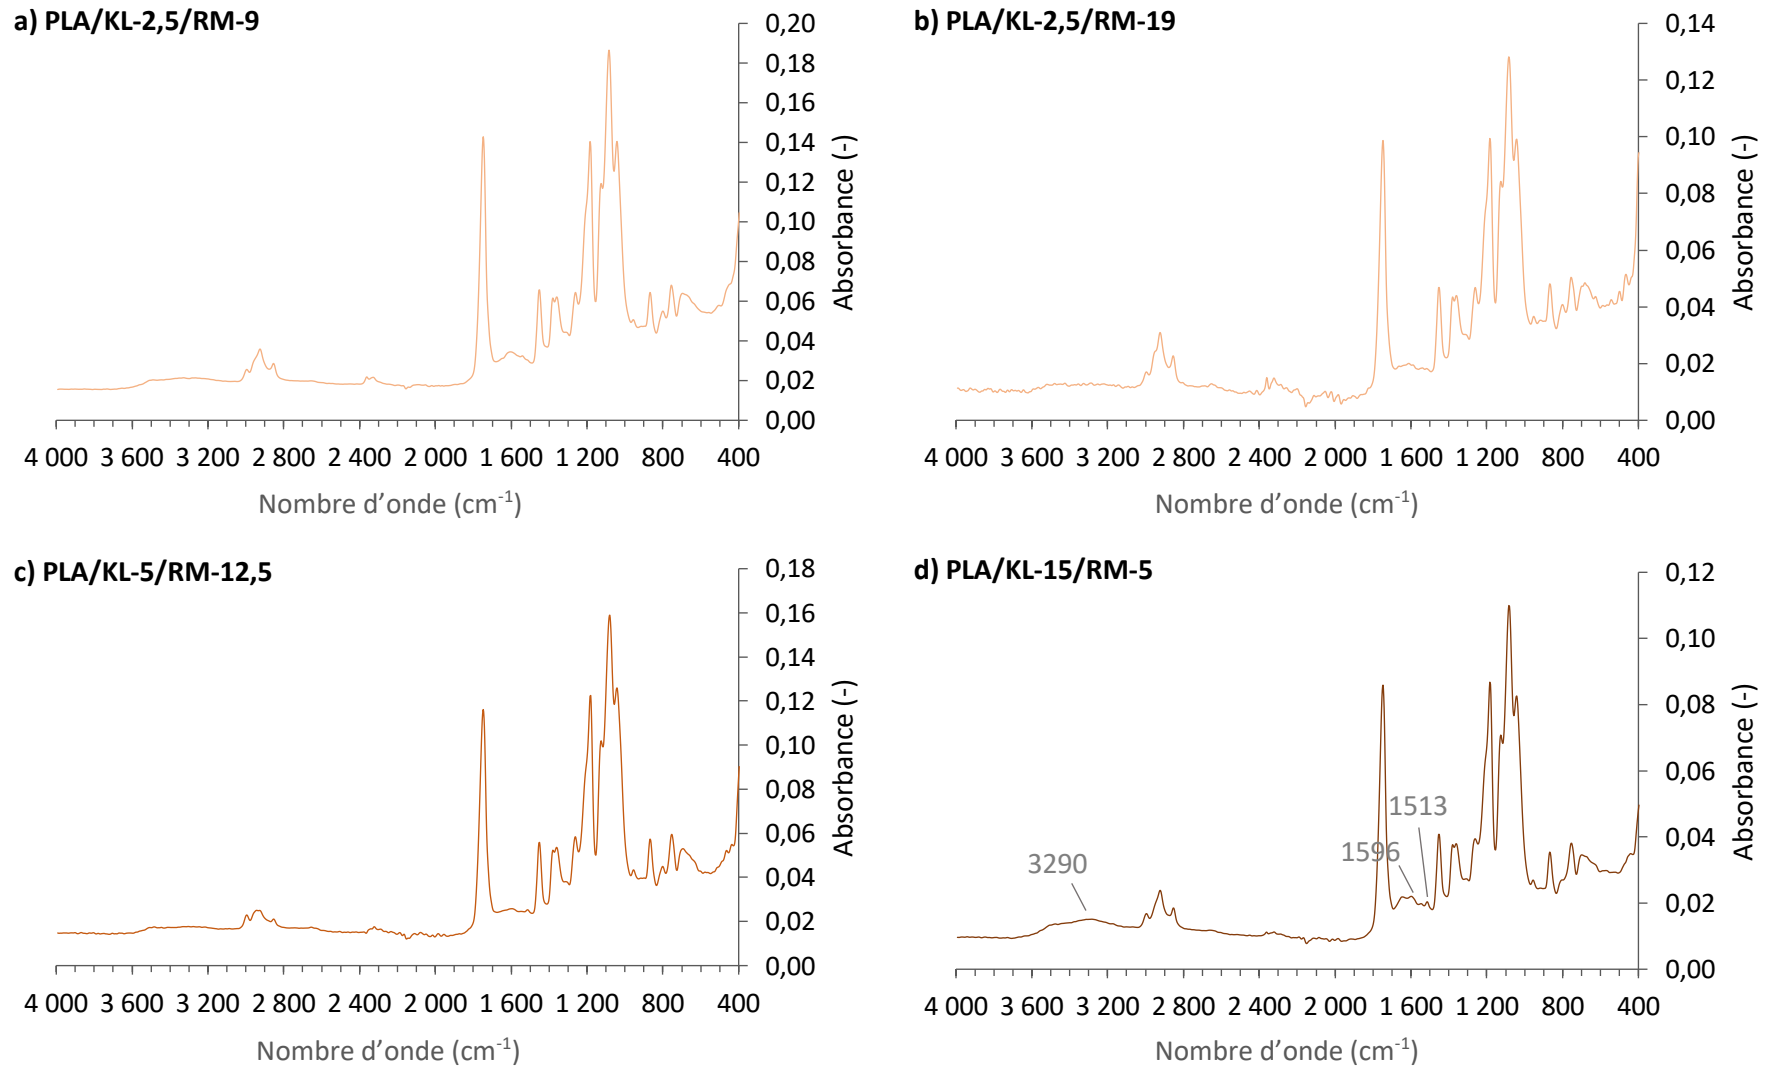 a) PLA/KL-2,5/RM-9
0,20
0,18
0,16
0,14
0,12
0,10
0,08
0,06
0,04
0,02
0,00
Absorbance (-)
4 000 3 600 3 200 2 800 2 400 2 000 1 600 1 200 800 400
Nombre d’onde (cm-1)
b) PLA/KL-2,5/RM-19
0,14
0,12
0,10
0,08
0,06
0,04
0,02
0,00
Absorbance (-)
4 000 3 600 3 200 2 800 2 400 2 000 1 600 1 200 800 400
Nombre d’onde (cm-1)
c) PLA/KL-5/RM-12,5
0,18
0,16
0,14
0,12
0,10
0,08
0,06
0,04
0,02
0,00
Absorbance (-)
4 000 3 600 3 200 2 800 2 400 2 000 1 600 1 200 800 400
Nombre d’onde (cm-1)
d) PLA/KL-15/RM-5
0,12
0,10
0,08
0,06
0,04
0,02
0,00
Absorbance (-)
1513
1596
3290
4 000 3 600 3 200 2 800 2 400 2 000 1 600 1 200 800 400
Nombre d’onde (cm-1)